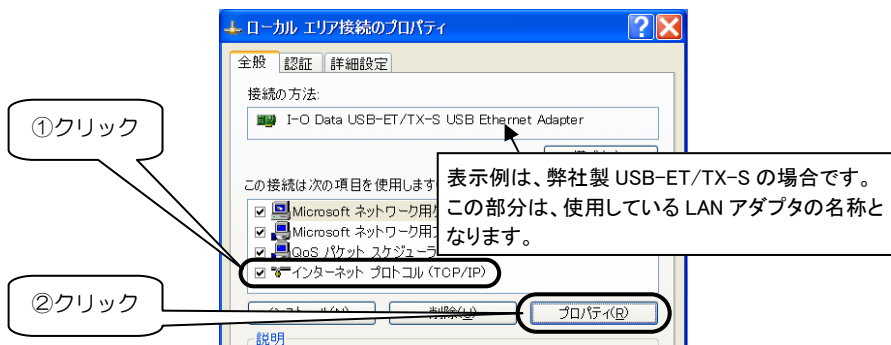 ローカル エリア接続のプロパティ
全般 認証 詳細設定
接続の方法:
I-O Data USB-ET/TX-S USB Ethernet Adapter
①クリック
表示例は、弊社製 USB-ET/TX-S の場合です。
この部分は、使用している LAN アダプタの名称と
なります。
この接続は次の項目を使用します
Microsoft ネットワーク用
Microsoft ネットワーク用
QoS パケット スケジューラ
インターネット プロトコル (TCP/IP)
②クリック
削除(U) プロパティ(R)
説明